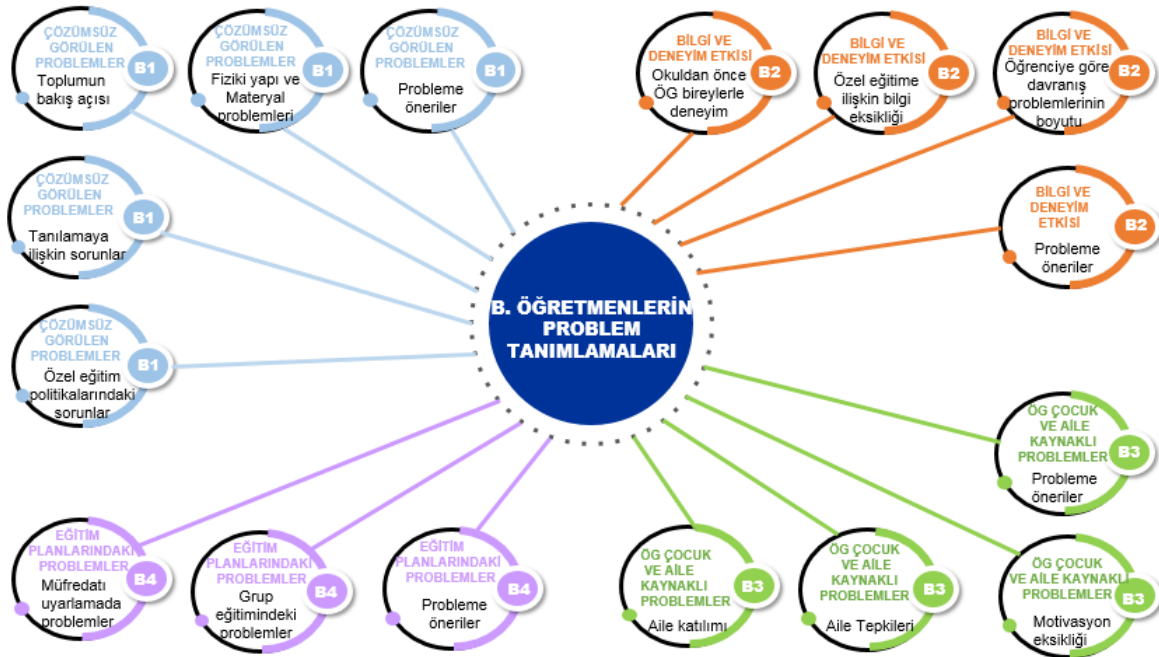 ÇÖZÜMSÜZ
GÖRÜLEN
PROBLEMLER
B1
Toplumun
bakış açısı
ÇÖZÜMSÜZ
GÖRÜLEN
PROBLEMLER
B1
Fiziki yapı ve
Materyal
problemleri
ÇÖZÜMSÜZ
GÖRÜLEN
PROBLEMLER
B1
Probleme
öneriler
BİLGİ VE
DENEYİM ETKİSİ
B2
Okuldan önce
ÖG bireylerle
deneyim
BİLGİ VE
DENEYİM ETKİSİ
B2
Özel eğitime
ilişkin bilgi
eksikliği
BİLGİ VE
DENEYİM ETKİSİ
B2
Öğrenciye göre
davranış
problemlerinin
boyutu
ÇÖZÜMSÜZ
GÖRÜLEN
PROBLEMLER
B1
Tanılamaya
ilişkin sorunlar
BİLGİ VE
DENEYİM
ETKİSİ
B2
Probleme
öneriler
B. ÖĞRETMENLERİN
PROBLEM
TANIMLAMALARI
ÇÖZÜMSÜZ
GÖRÜLEN
PROBLEMLER
B1
Özel eğitim
politikalarındaki
sorunlar
ÖG ÇOCUK
VE AİLE
KAYNAKLI
PROBLEMLER
B3
Probleme
öneriler
EĞİTİM
PLANLARINDAKİ
PROBLEMLER
B4
Müfredatı
uyarlamada
problemler
EĞİTİM
PLANLARINDAKİ
PROBLEMLER
B4
Grup
eğitimindeki
problemler
EĞİTİM
PLANLARINDAKİ
PROBLEMLER
B4
Probleme
öneriler
ÖG ÇOCUK
VE AİLE
KAYNAKLI
PROBLEMLER
B3
Aile katılımı
ÖG ÇOCUK
VE AİLE
KAYNAKLI
PROBLEMLER
B3
Aile Tepkileri
ÖG ÇOCUK
VE AİLE KAYNAKLI
PROBLEMLER
B3
Motivasyon
eksikliği